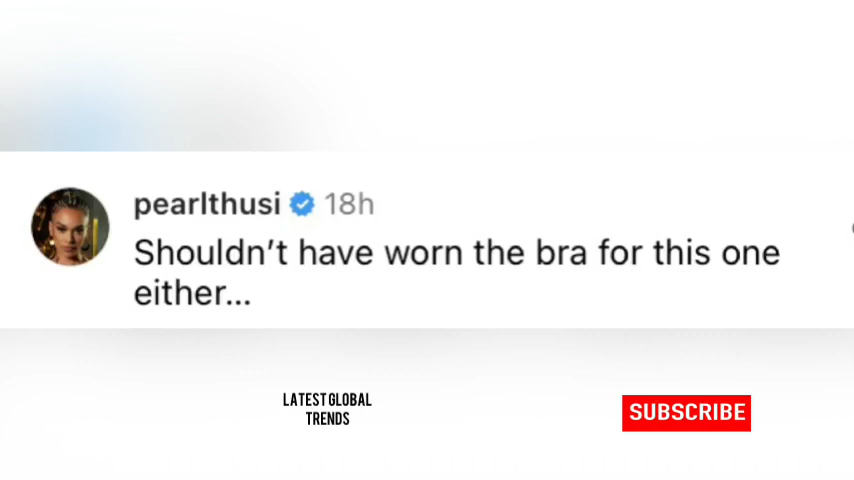 pearlthusi 18h
Shouldn't have worn the bra for this one
either...
LATEST GLOBAL
TRENDS
SUBSCRIBE